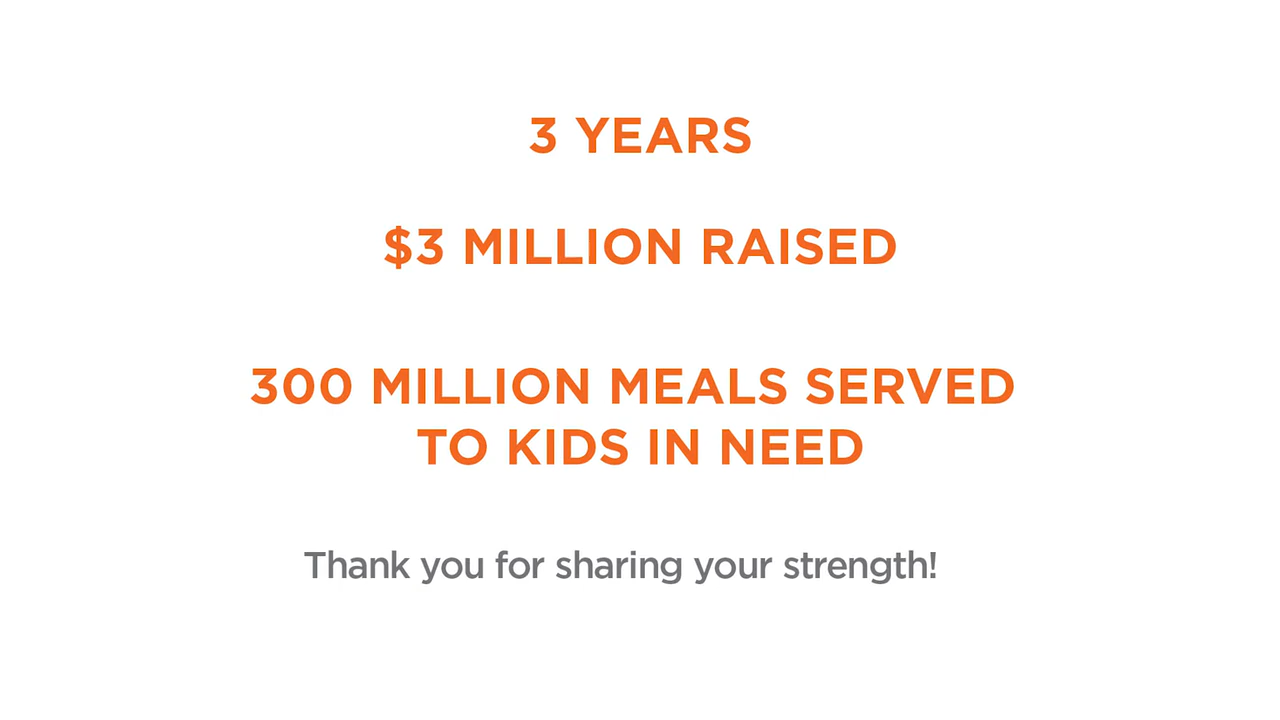 3 YEARS
$3 MILLION RAISED
300 MILLION MEALS SERVED
TO KIDS IN NEED
Thank you for sharing your strength!